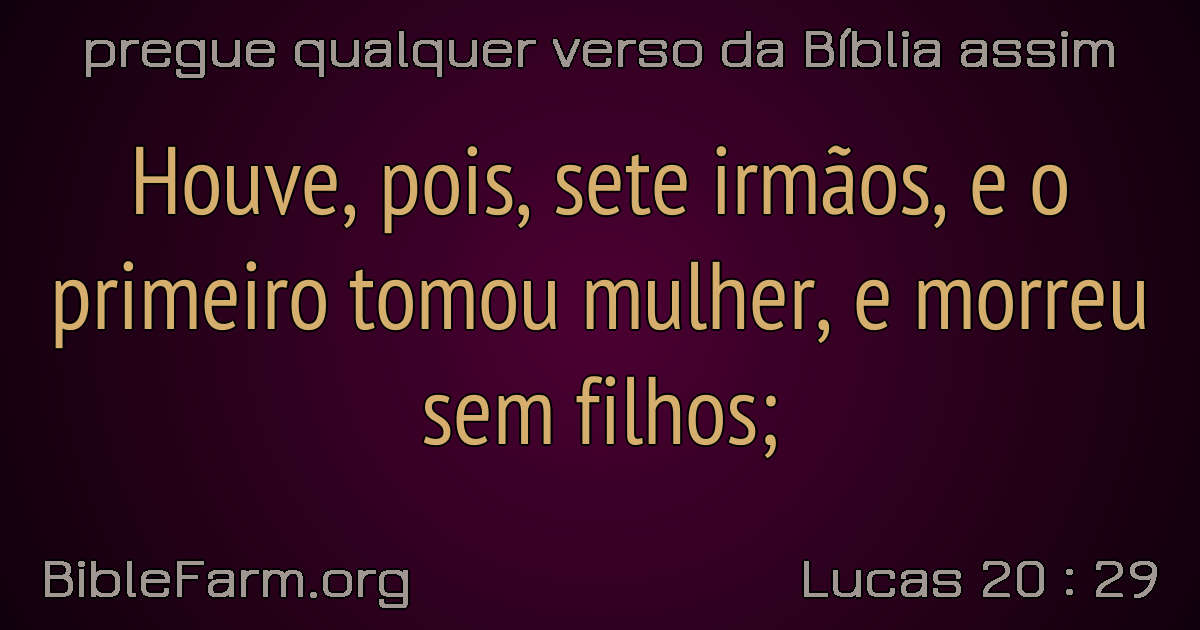 pregue qualquer verso da Bíblia assim
Houve, pois, sete irmãos, e o
primeiro tomou mulher, e morreu
sem filhos;
BibleFarm.org
Lucas 20 : 29